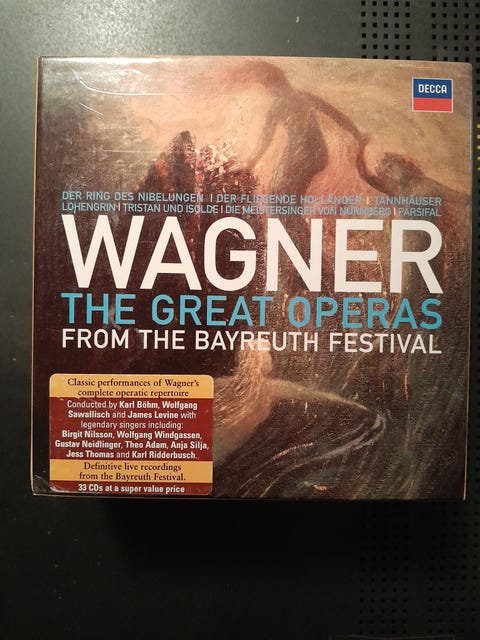 DECCA
DER RING DES NIBELUNGEN | DER FLIEGENDE HOLLÄNDER | TANNHÄUSER
LOHENGRIN | TRISTAN UND ISOLDE | DIE MEISTERSINGER VON NÜRNBERG | PARSIFAL
WAGNER
THE GREAT OPERAS
FROM THE BAYREUTH FESTIVAL
Classic performances of Wagner's
complete operatic repertoire
Conducted by Karl Böhm, Wolfgang
Sawallisch and James Levine with
legendary singers including:
Birgit Nilsson, Wolfgang Windgassen,
Gustav Neidlinger, Theo Adam, Anja Silja,
Jess Thomas and Karl Ridderbusch.
Definitive live recordings
from the Bayreuth Festival.
33 CDs at a super value price